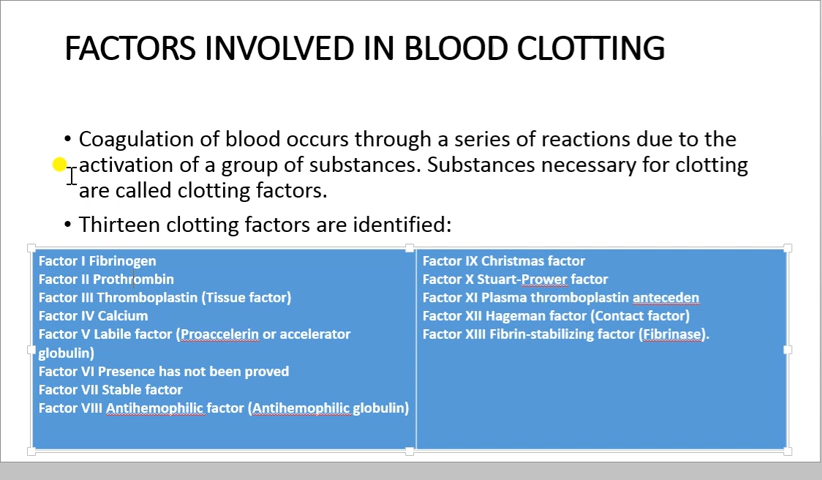 FACTORS INVOLVED IN BLOOD CLOTTING
• Coagulation of blood occurs through a series of reactions due to the
activation of a group of substances. Substances necessary for clotting
are called clotting factors.
• Thirteen clotting factors are identified:
Factor I Fibrinogen
Factor II Prothrombin
Factor III Thromboplastin (Tissue factor)
Factor IV Calcium
Factor V Labile factor (Proaccelerin or accelerator
globulin)
Factor VI Presence has not been proved
Factor VII Stable factor
Factor VIII Antihemophilic factor (Antihemophilic globulin)
Factor IX Christmas factor
Factor X Stuart-Prower factor
Factor XI Plasma thromboplastin anteceden
Factor XII Hageman factor (Contact factor)
Factor XIII Fibrin-stabilizing factor (Fibrinase).